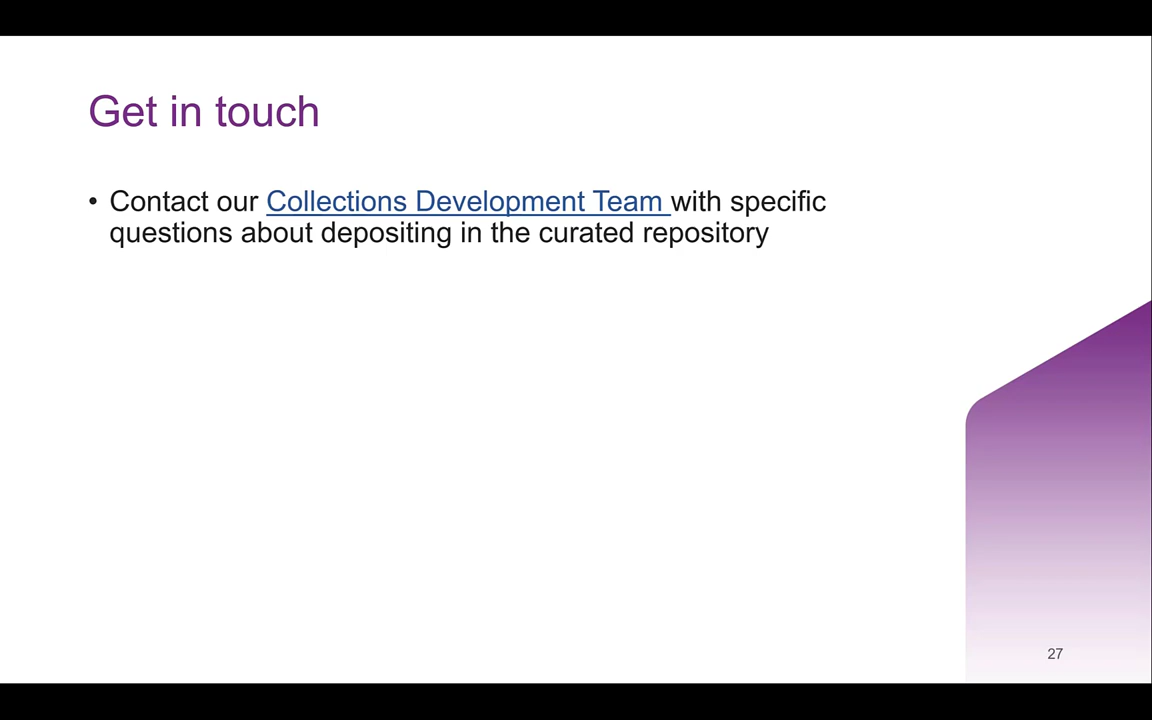 Get in touch
• Contact our Collections Development Team with specific
questions about depositing in the curated repository
27